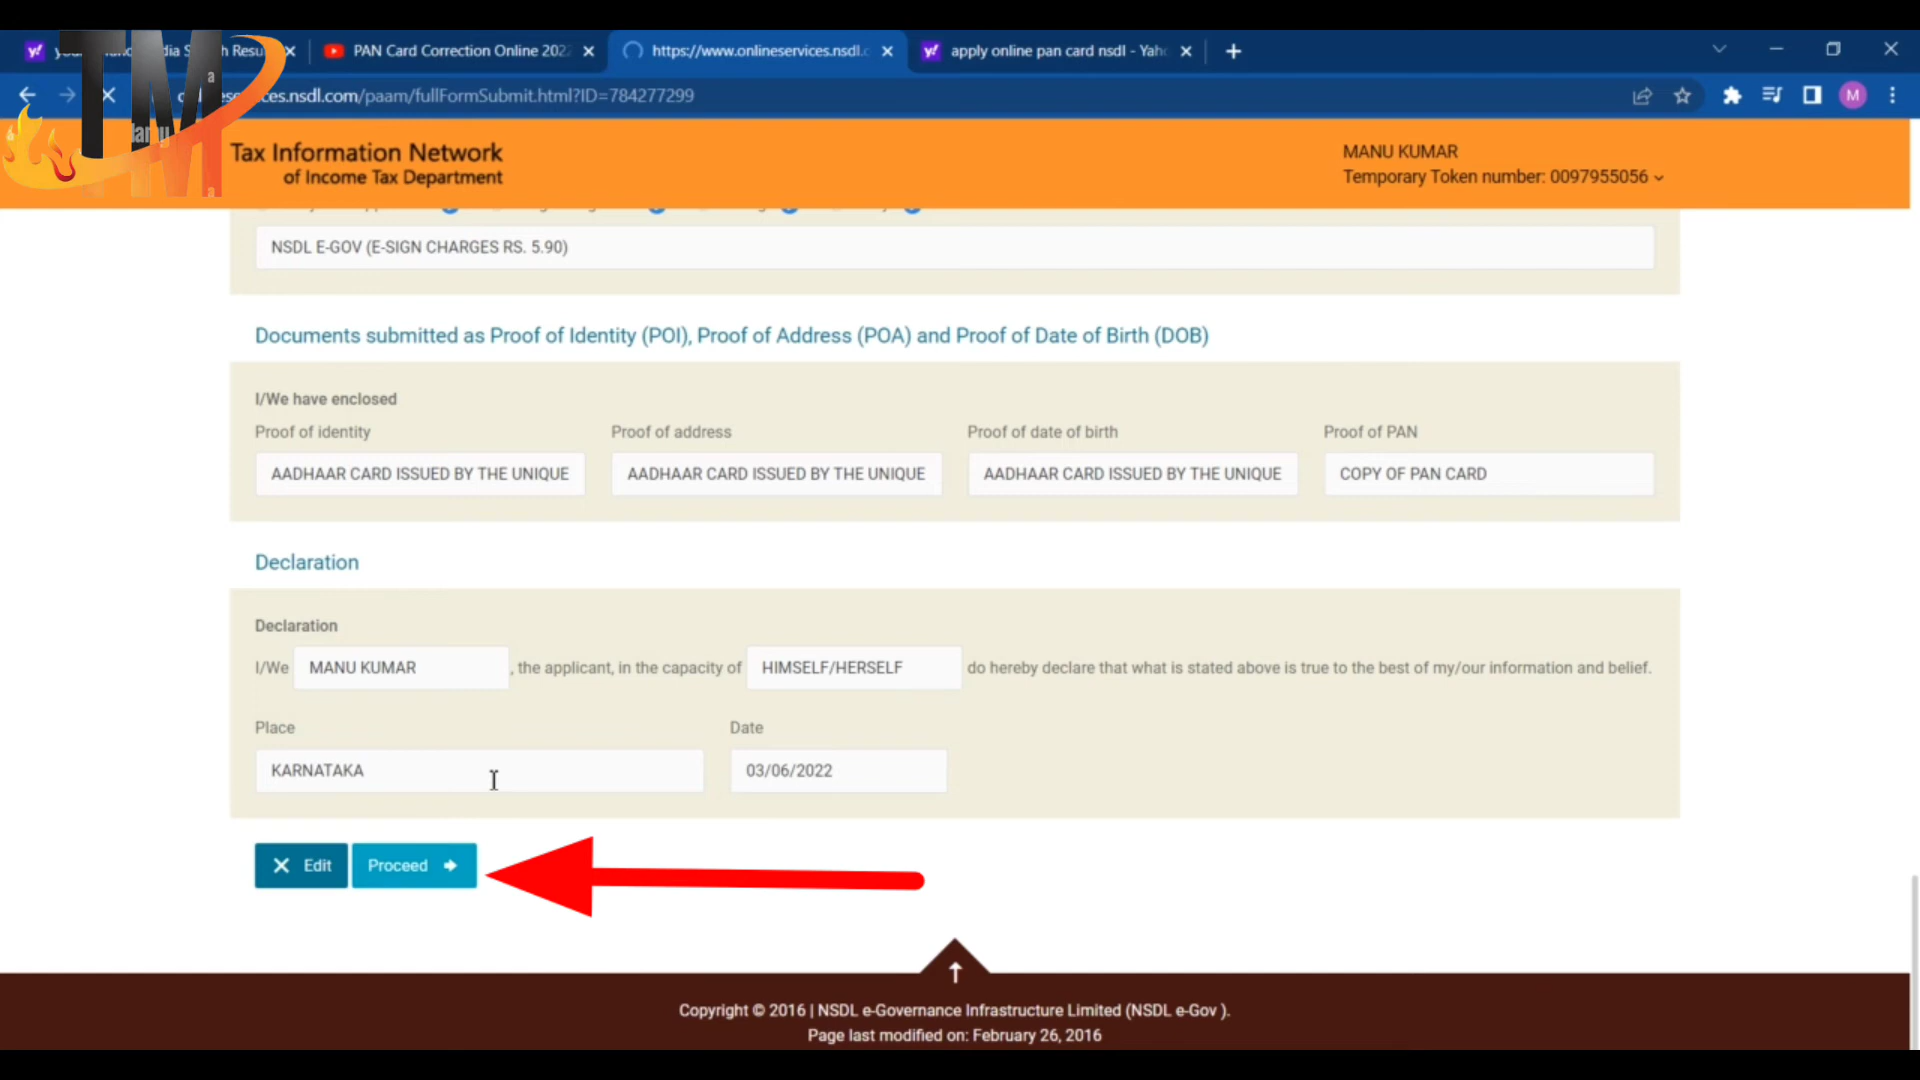 PAN Card Correction Online 202
https://www.onlineservices.nsdl.c
apply online pan card nsdl - Yah
ces.nsdl.com/paam/fullFormSubmit.html?ID=784277299
M
TM
Tax Information Network
of Income Tax Department
MANU KUMAR
Temporary Token number: 0097955056
NSDL E-GOV (E-SIGN CHARGES RS. 5.90)
Documents submitted as Proof of Identity (POI), Proof of Address (POA) and Proof of Date of Birth (DOB)
I/We have enclosed
Proof of identity Proof of address Proof of date of birth Proof of PAN
AADHAAR CARD ISSUED BY THE UNIQUE AADHAAR CARD ISSUED BY THE UNIQUE AADHAAR CARD ISSUED BY THE UNIQUE COPY OF PAN CARD
Declaration
Declaration
I/We MANU KUMAR , the applicant, in the capacity of HIMSELF/HERSELF do hereby declare that what is stated above is true to the best of my/our information and belief.
Place Date
KARNATAKA 03/06/2022
Edit Proceed
Copyright © 2016 | NSDL e-Governance Infrastructure Limited (NSDL e-Gov ).
Page last modified on: February 26, 2016